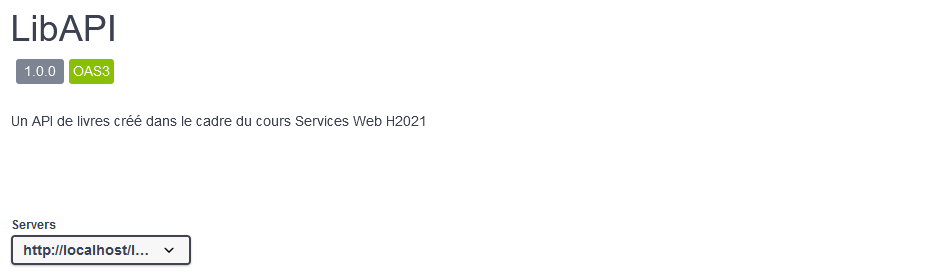 LibAPI
1.0.0 OAS3
Un API de livres créé dans le cadre du cours Services Web H2021
Servers
http://localhost/l...